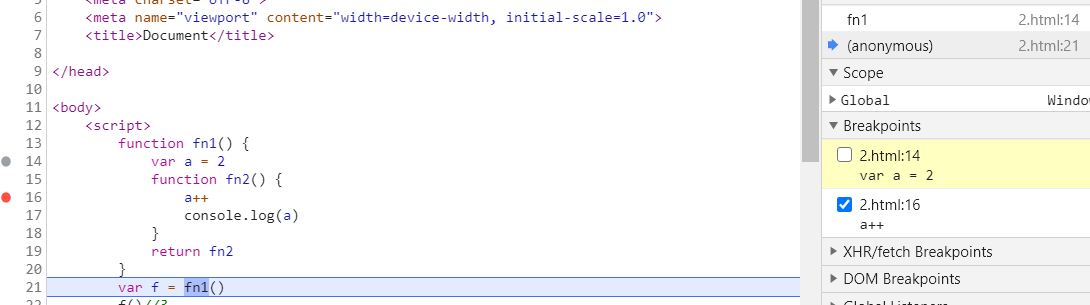 5 <meta charset="UTF-8">
6 <meta name="viewport" content="width=device-width, initial-scale=1.0">
7 <title>Document</title>
8
9 </head>
10
11 <body>
12 <script>
13 function fn1() {
14 var a = 2
15 function fn2() {
16 a++
17 console.log(a)
18 }
19 return fn2
20 }
21 var f = fn1()
22 f()//3
fn1 2.html:14
(anonymous) 2.html:21
Scope
Global Windo
Breakpoints
2.html:14
var a = 2
2.html:16
a++
XHR/fetch Breakpoints
DOM Breakpoints
Global Listeners